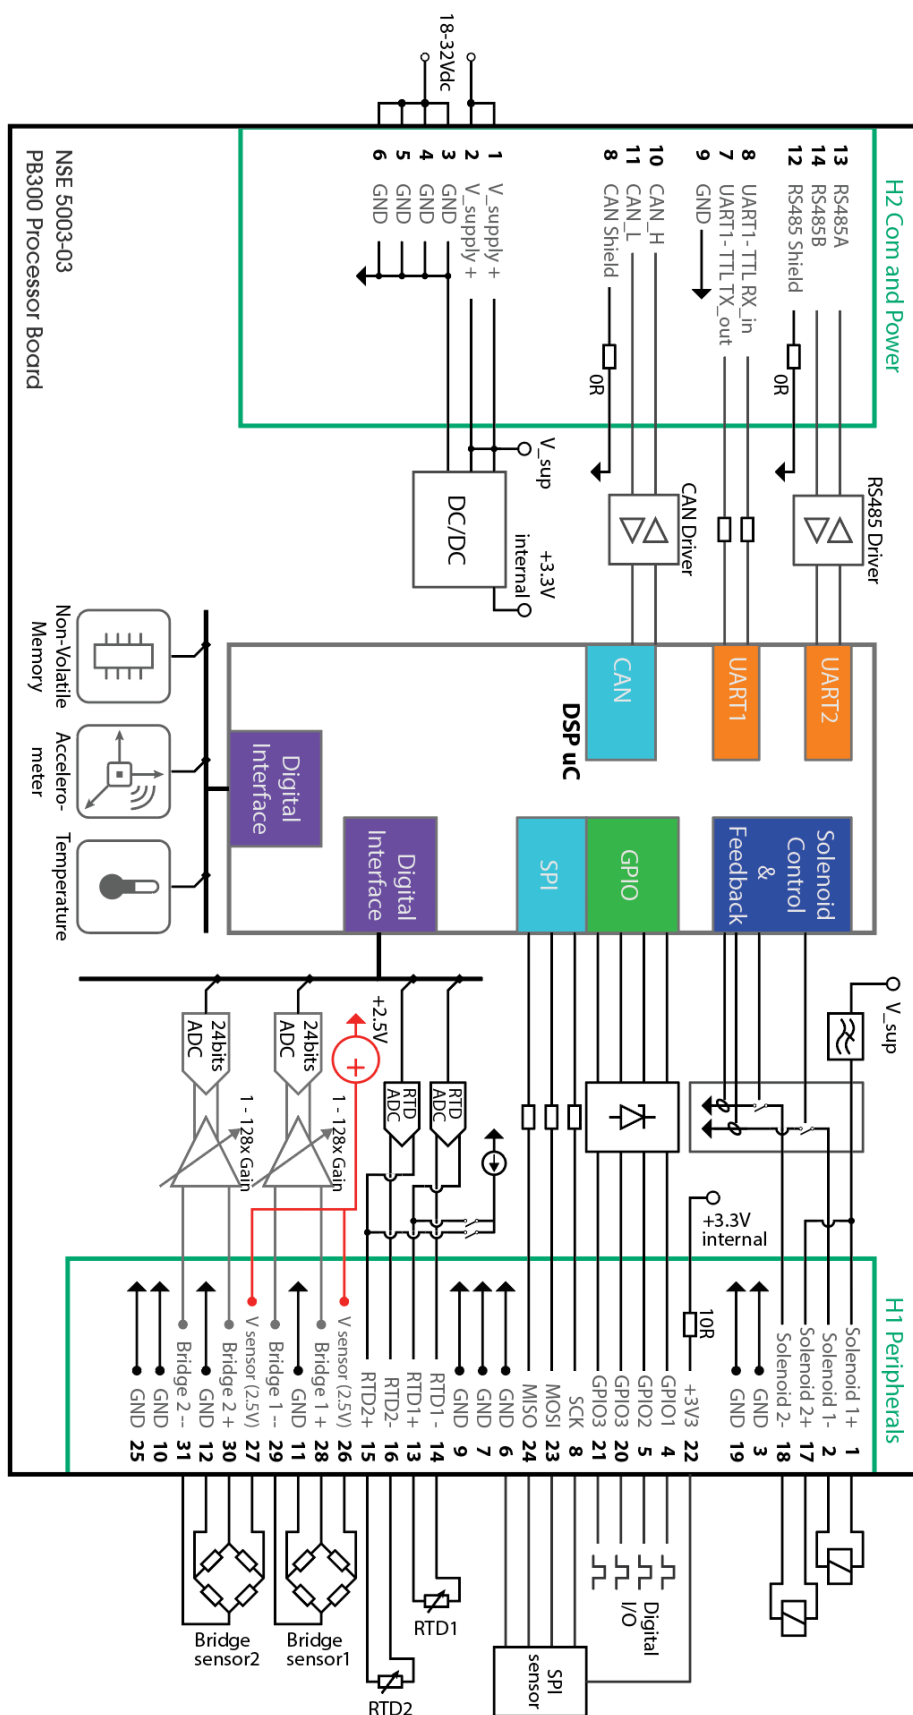 H2 Com and Power
13 RS485A
14 RS485B
12 RS485 Shield
8 UART1- TTL RX_in
7 UART1- TTL TX_out
9 GND
10 CAN_H
11 CAN_L
8 CAN Shield
1 V_supply +
2 V_supply +
3 GND
4 GND
5 GND
6 GND
18-32Vdc
NSE 5003-03
PB300 Processor Board
0R
0R
RS485 Driver
CAN Driver
V_sup
DC/DC
+3.3V
internal
UART2
UART1
CAN
DSP uC
Digital
Interface
Non-Volatile
Memory
Accelero-
meter
Temperature
Solenoid
Control
&
Feedback
GPIO
SPI
Digital
Interface
V_sup
+3.3V
internal
10R
RTD
ADC
RTD
ADC
+2.5V
24bits
ADC
1 - 128x Gain
24bits
ADC
1 - 128x Gain
H1 Peripherals
Solenoid 1+ 1
Solenoid 1- 2
Solenoid 2+ 17
Solenoid 2- 18
GND 3
GND 19
+3V3 22
GPIO1 4
GPIO2 5
GPIO3 20
GPIO3 21
SCK 8
MOSI 23
MISO 24
GND 6
GND 7
GND 9
RTD1- 14
RTD1+ 13
RTD2- 16
RTD2+ 15
V sensor (2.5V) 26
Bridge 1 + 28
GND 11
Bridge 1 -- 29
V sensor (2.5V) 27
Bridge 2 + 30
GND 12
Bridge 2 -- 31
GND 10
GND 25
Digital
I/O
SPI
sensor
RTD1
RTD2
Bridge
sensor1
Bridge
sensor2